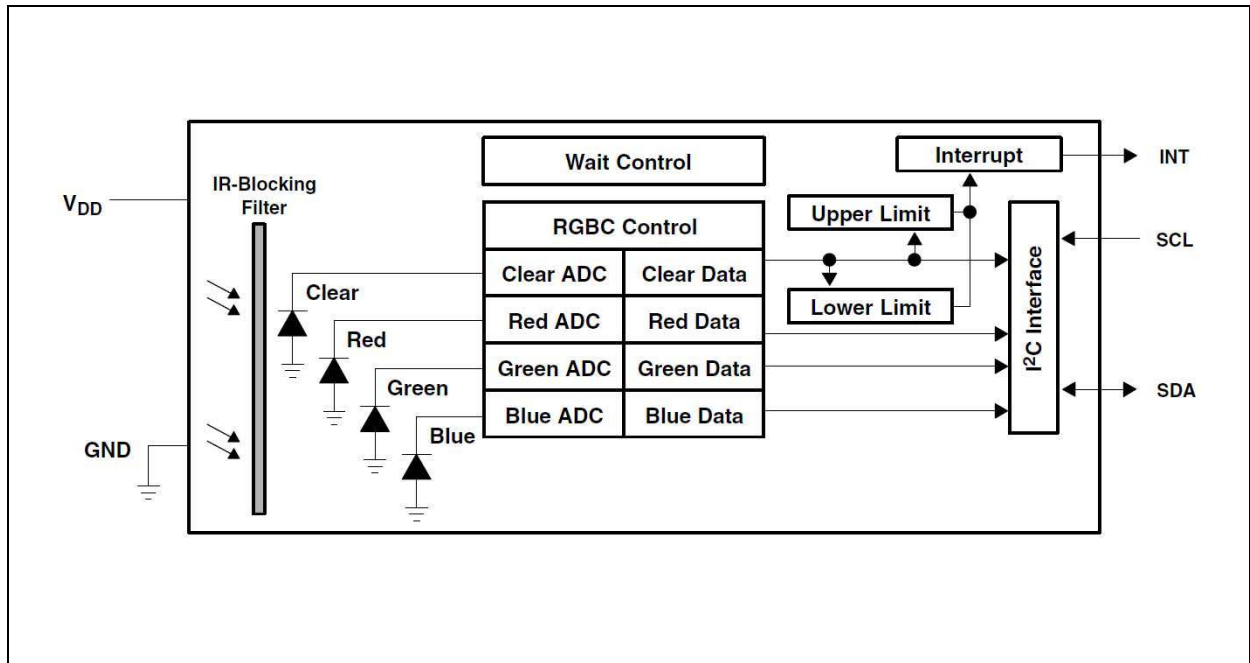 Wait Control
Interrupt
INT
IR-Blocking
Filter
V_DD
Upper Limit
RGBC Control
SCL
Clear ADC
Clear Data
Clear
Lower Limit
I²C Interface
Red ADC
Red Data
Red
Green ADC
Green Data
Green
SDA
Blue ADC
Blue Data
Blue
GND